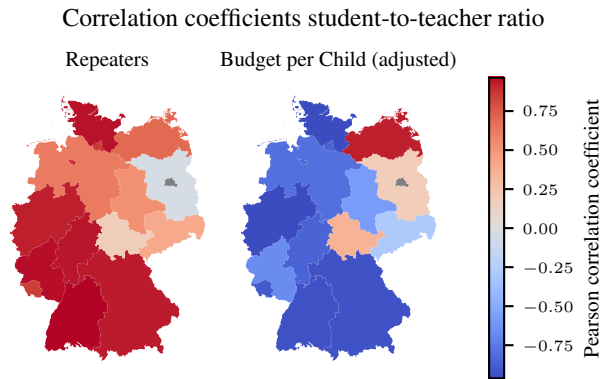 Correlation coefficients student-to-teacher ratio
Repeaters
Budget per Child (adjusted)
0.75
0.50
0.25
0.00
−0.25
−0.50
−0.75
Pearson correlation coefficient